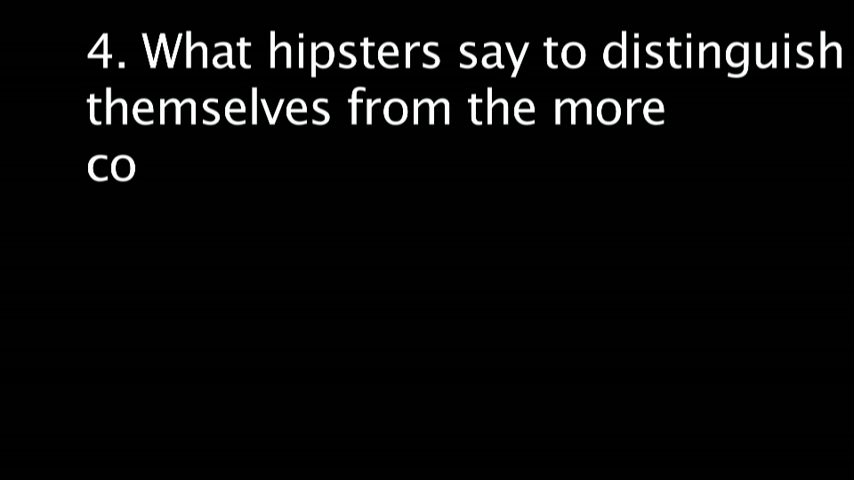 4. What hipsters say to distinguish
themselves from the more
co